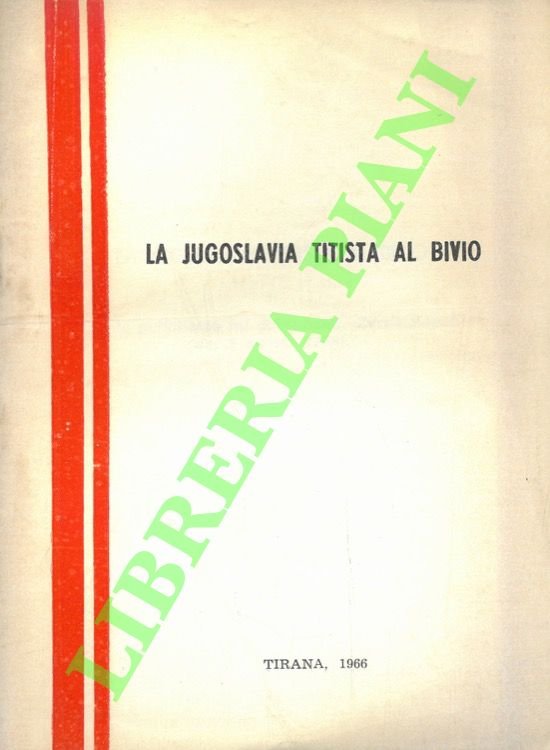 LA JUGOSLAVIA TITISTA AL BIVIO
LIBRERIA PIANI
TIRANA, 1966